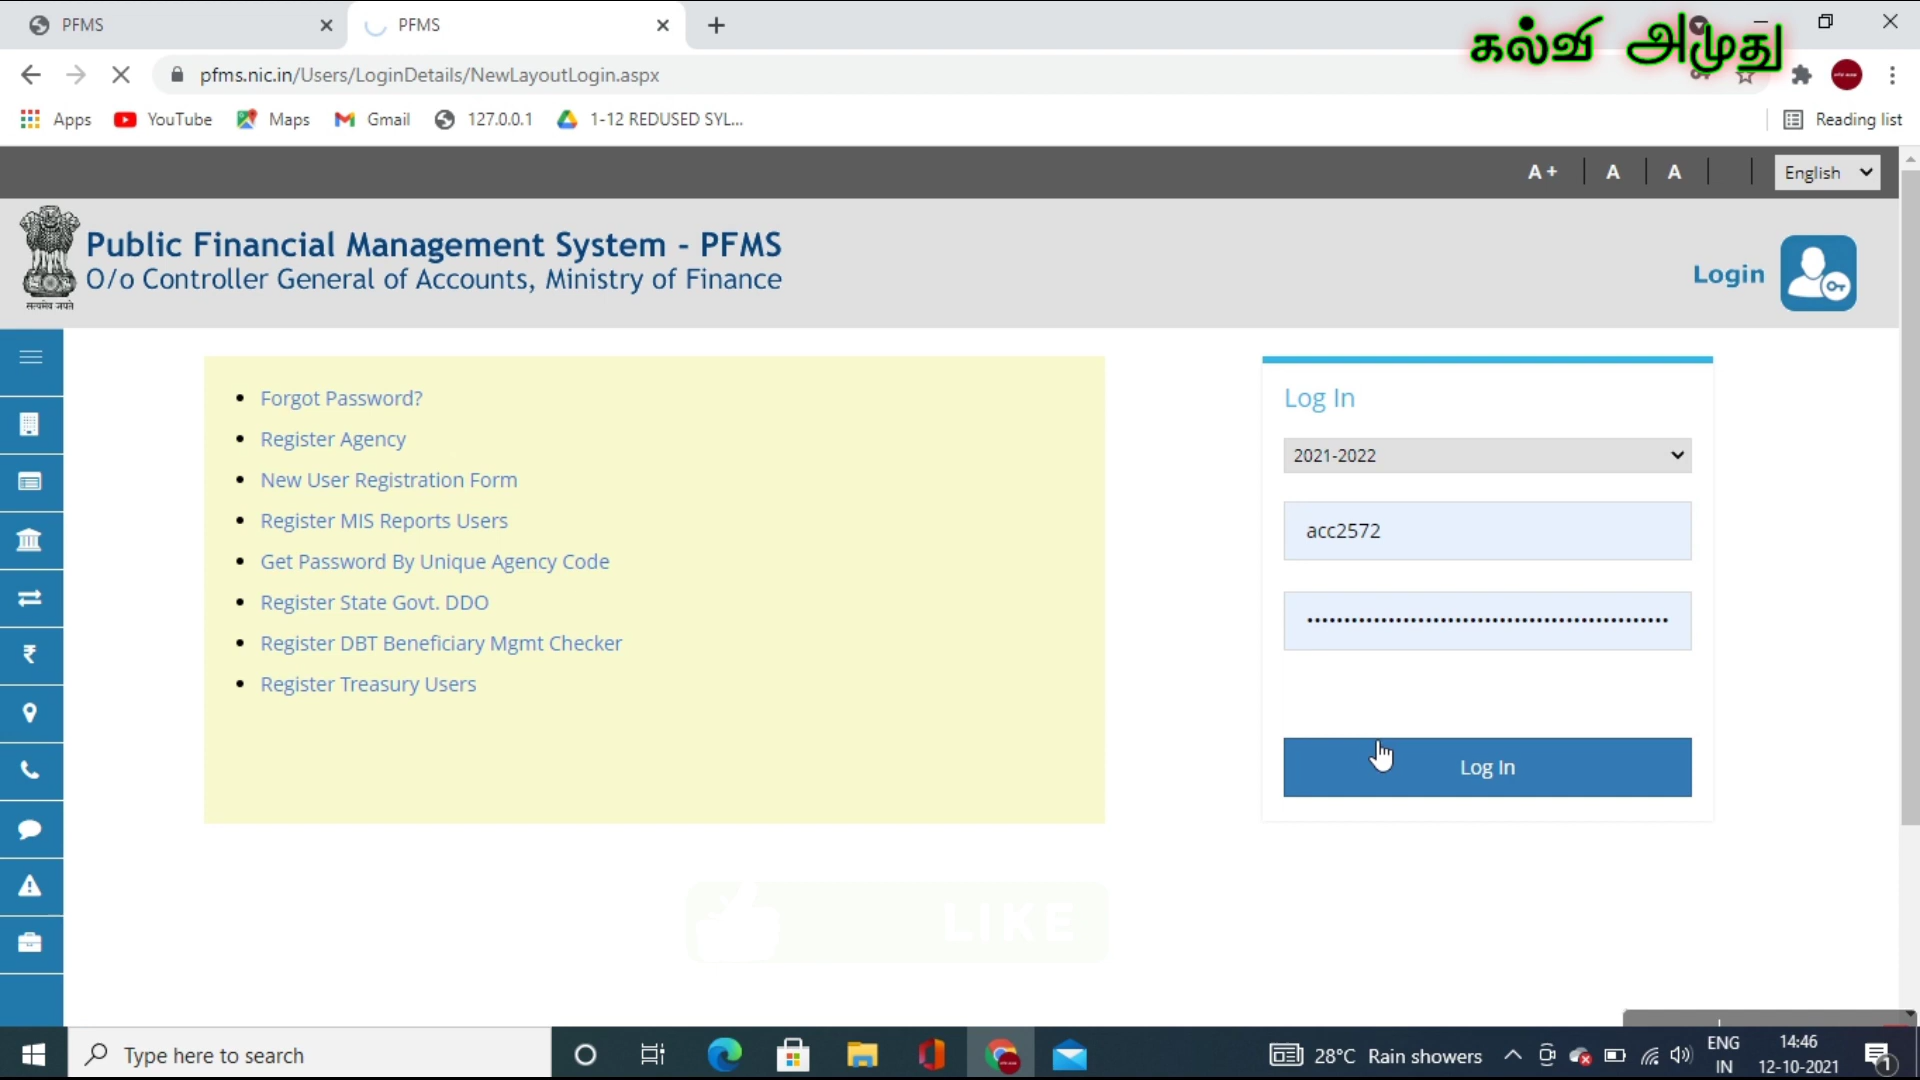 PFMS
PFMS
கல்வி அமுது
pfms.nic.in/Users/LoginDetails/NewLayoutLogin.aspx
Apps
YouTube
Maps
Gmail
127.0.0.1
1-12 REDUSED SYL...
Reading list
A+
A
A
English
Public Financial Management System - PFMS
O/o Controller General of Accounts, Ministry of Finance
सत्यमेव जयते
Login
Forgot Password?
Register Agency
New User Registration Form
Register MIS Reports Users
Get Password By Unique Agency Code
Register State Govt. DDO
Register DBT Beneficiary Mgmt Checker
Register Treasury Users
Log In
2021-2022
acc2572
Log In
LIKE
Type here to search
28°C Rain showers
ENG
IN
14:46
12-10-2021
1